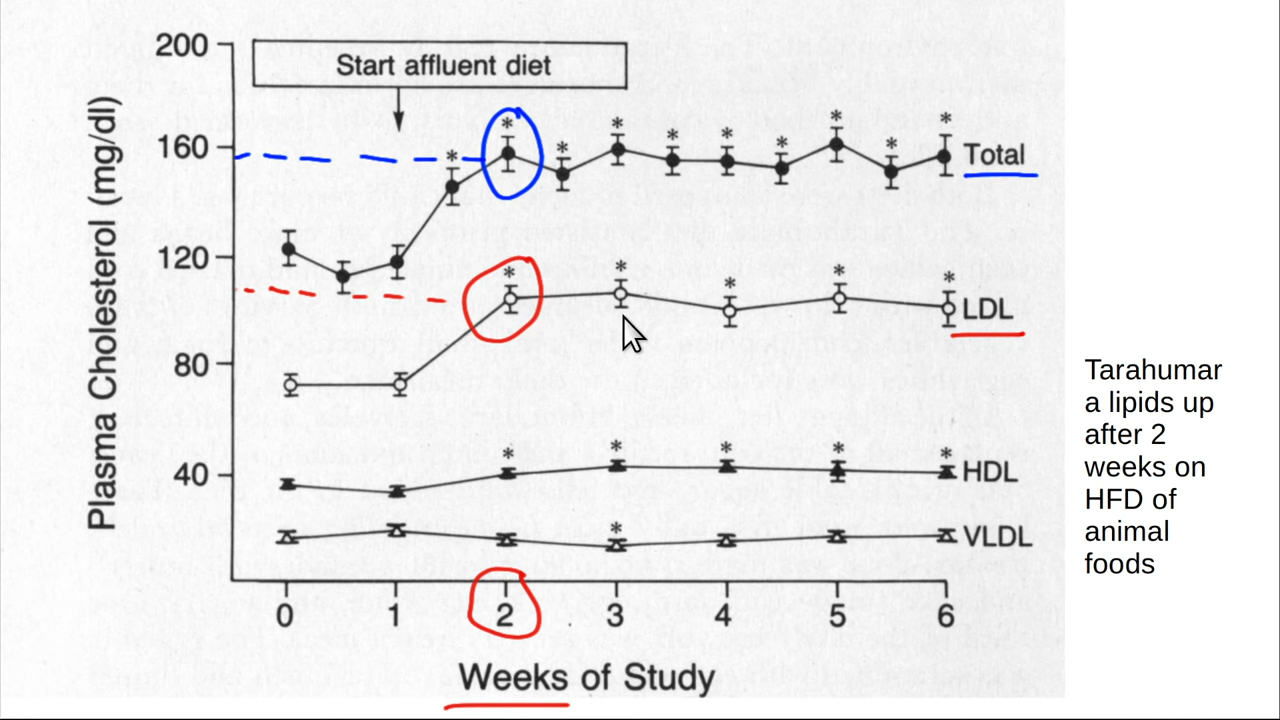 200
Start affluent diet
160
Total
120
LDL
80
40
HDL
VLDL
Plasma Cholesterol (mg/dl)
0 1 2 3 4 5 6
Weeks of Study
Tarahumar
a lipids up
after 2
weeks on
HFD of
animal
foods